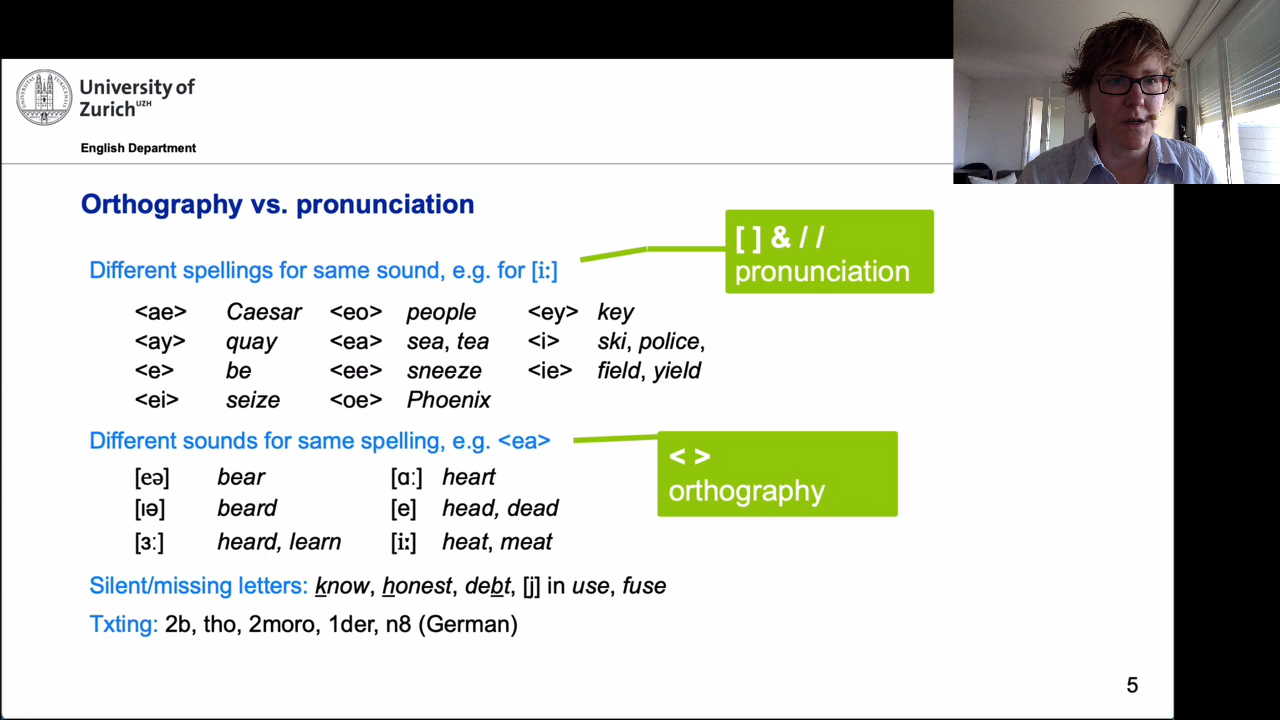 University of
Zurich UZH
English Department
Orthography vs. pronunciation
[ ] & / /
pronunciation
Different spellings for same sound, e.g. for [iː]
<ae> Caesar <eo> people <ey> key
<ay> quay <ea> sea, tea <i> ski, police,
<e> be <ee> sneeze <ie> field, yield
<ei> seize <oe> Phoenix
Different sounds for same spelling, e.g. <ea>
< >
orthography
[eə] bear [ɑː] heart
[ɪə] beard [e] head, dead
[ɜː] heard, learn [iː] heat, meat
Silent/missing letters: know, honest, debt, [j] in use, fuse
Txting: 2b, tho, 2moro, 1der, n8 (German)
5